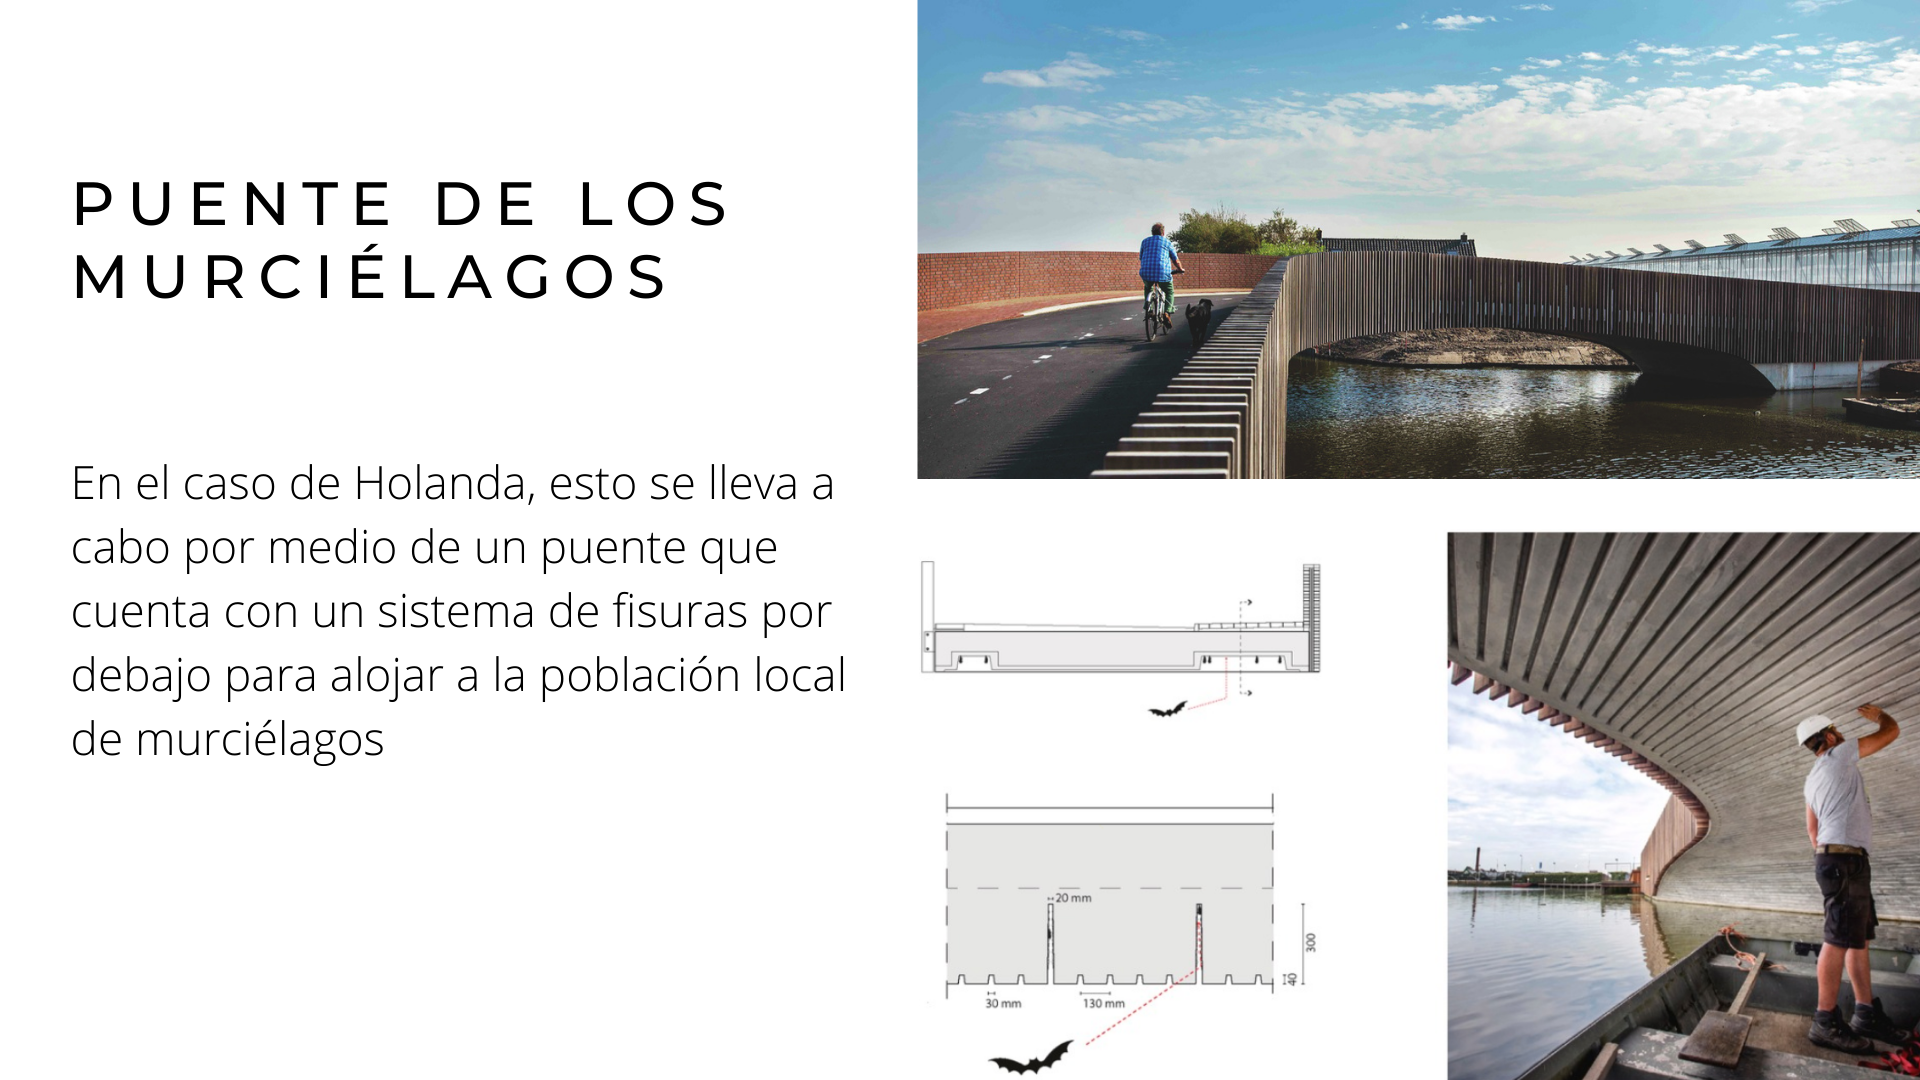 PUENTE DE LOS
MURCIÉLAGOS
En el caso de Holanda, esto se lleva a
cabo por medio de un puente que
cuenta con un sistema de fisuras por
debajo para alojar a la población local
de murciélagos
20 mm
300
40
30 mm
130 mm